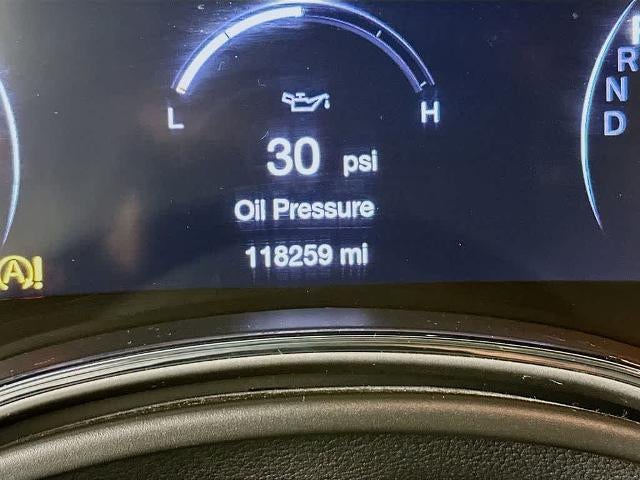 L
H
30 psi
Oil Pressure
118259 mi
R
N
D
A!